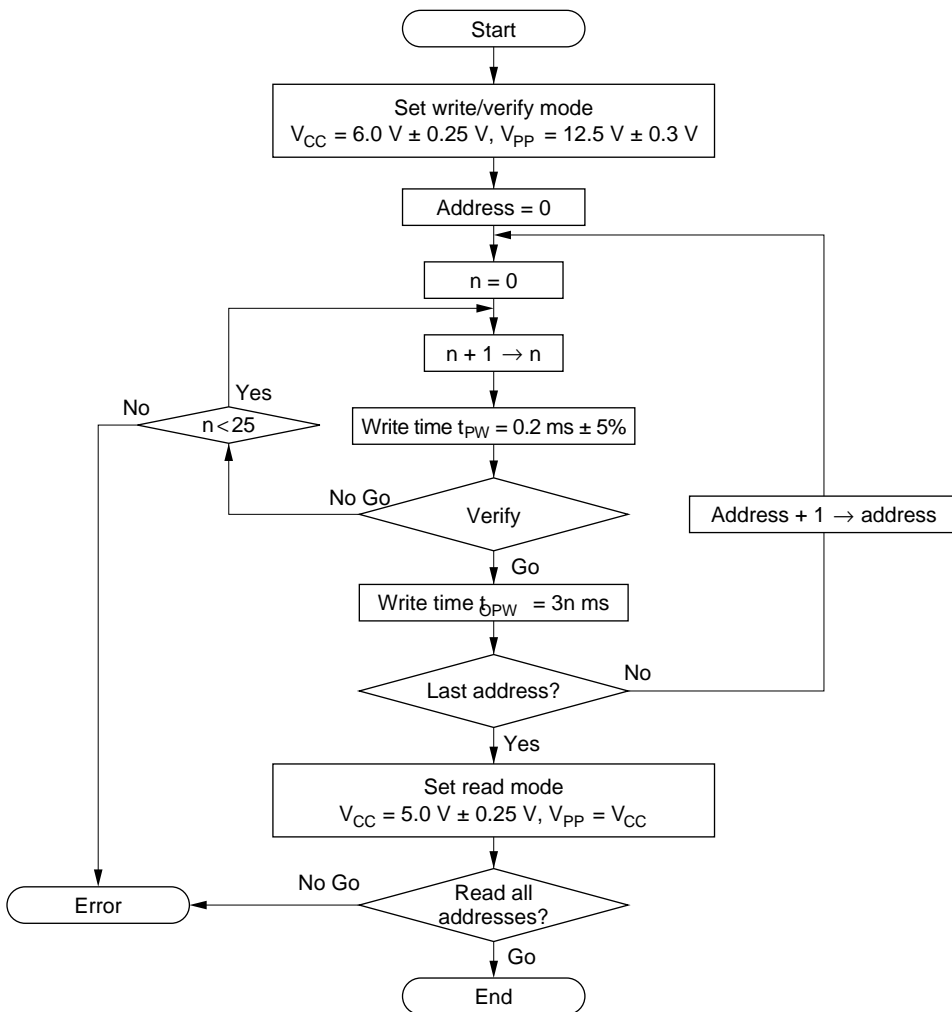 Start
Set write/verify mode
VCC = 6.0 V ± 0.25 V, VPP = 12.5 V ± 0.3 V
Address = 0
n = 0
n + 1 → n
Yes
No
n<25
Write time tPW = 0.2 ms ± 5%
No Go
Verify
Address + 1 → address
Go
Write time tOPW = 3n ms
No
Last address?
Yes
Set read mode
VCC = 5.0 V ± 0.25 V, VPP = VCC
No Go
Read all
addresses?
Error
Go
End